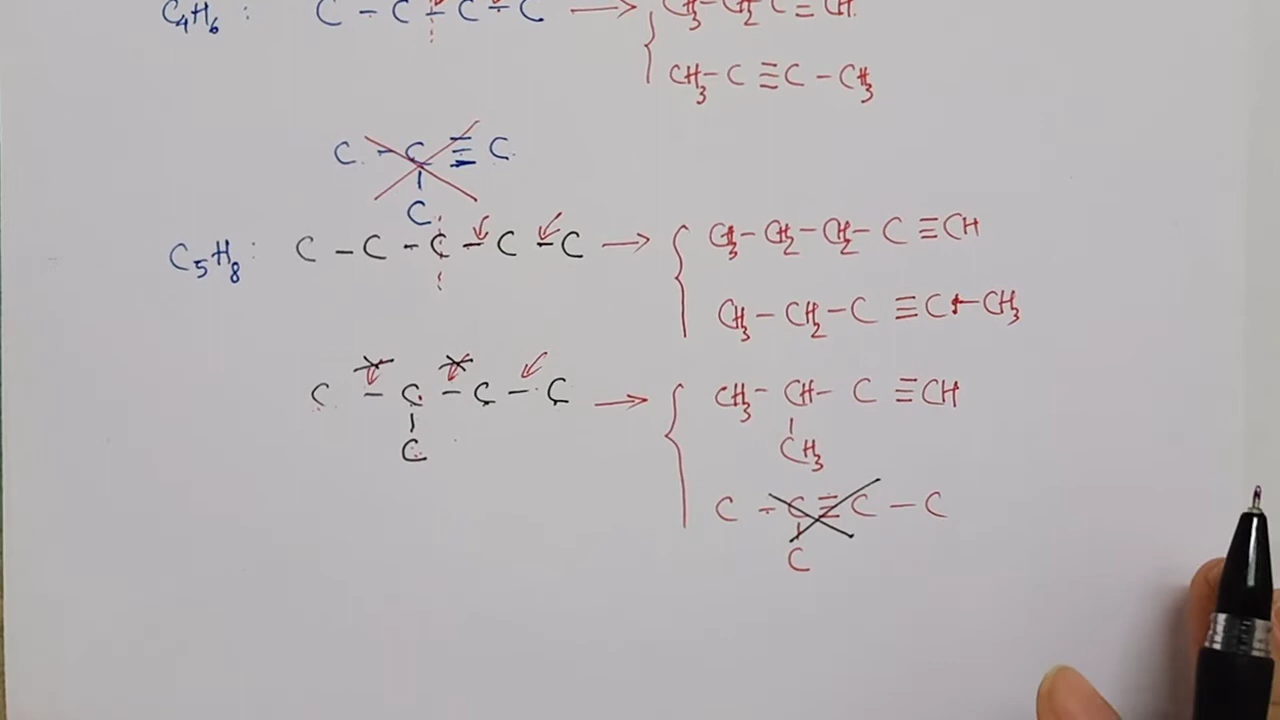 C₄H₆ : C – C – C – C ⟶ { CH₃– CH₂– C ≡ CH
CH₃– C ≡ C – CH₃
C – C ≡ C
C
C₅H₈ : C – C – C – C – C ⟶ { CH₃– CH₂– CH₂– C ≡ CH
CH₃– CH₂– C ≡ C – CH₃
C – C – C – C ⟶ { CH₃– CH – C ≡ CH
C CH₃
C – C ≡ C – C
C